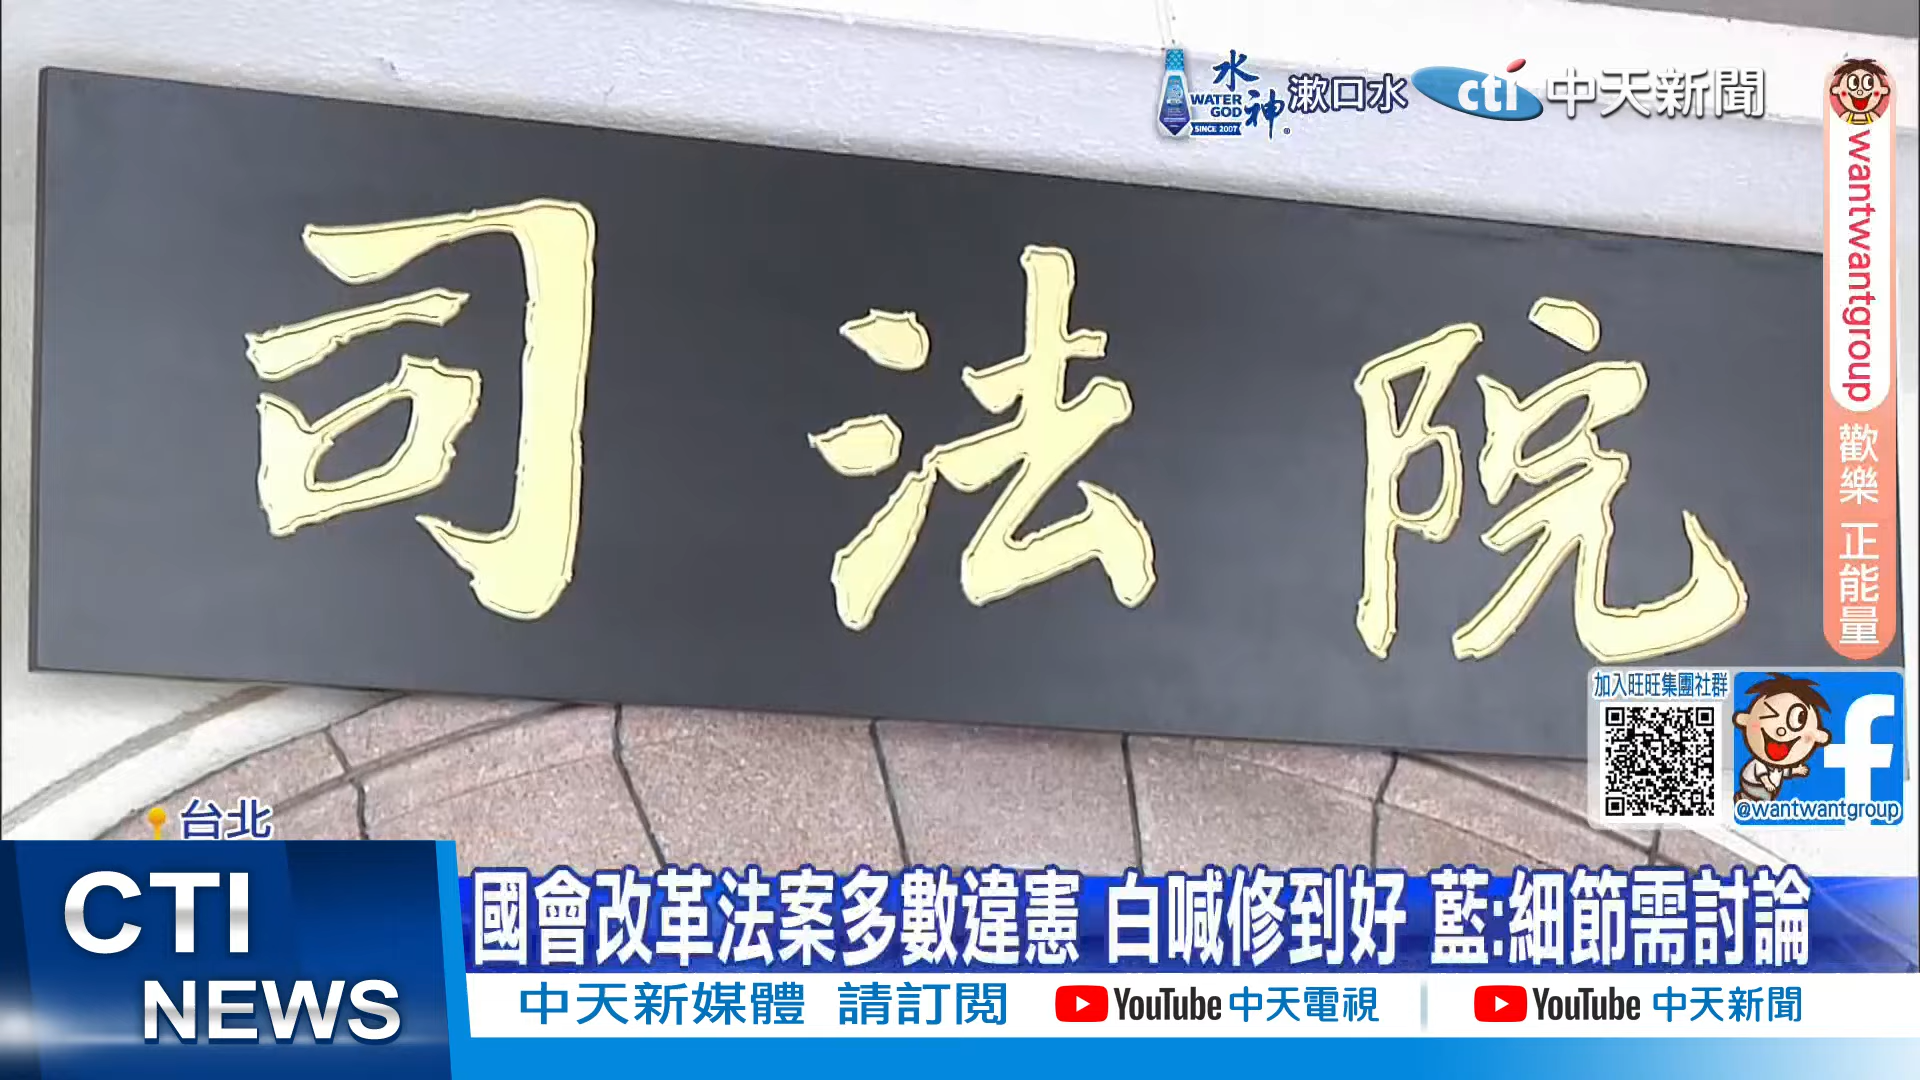 水神
WATER
GOD
SINCE 2007
漱口水
cti 中天新聞
wantwantgroup
歡樂 正能量
司法院
加入旺旺集團社群
@wantwantgroup
台北
CTI
NEWS
國會改革法案多數違憲 白喊修到好 藍:細節需討論
中天新媒體 請訂閱 YouTube 中天電視 | YouTube 中天新聞